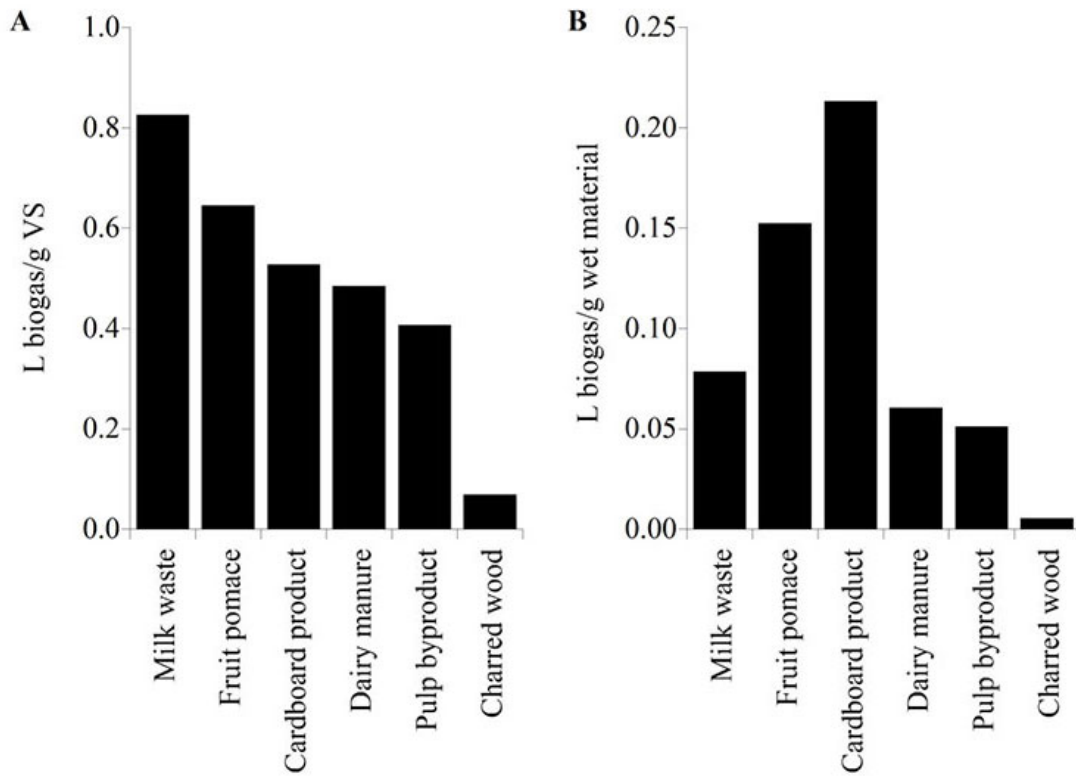 A
L biogas/g VS
1.0
0.8
0.6
0.4
0.2
0.0
Milk waste
Fruit pomace
Cardboard product
Dairy manure
Pulp byproduct
Charred wood
B
L biogas/g wet material
0.25
0.20
0.15
0.10
0.05
0.00
Milk waste
Fruit pomace
Cardboard product
Dairy manure
Pulp byproduct
Charred wood